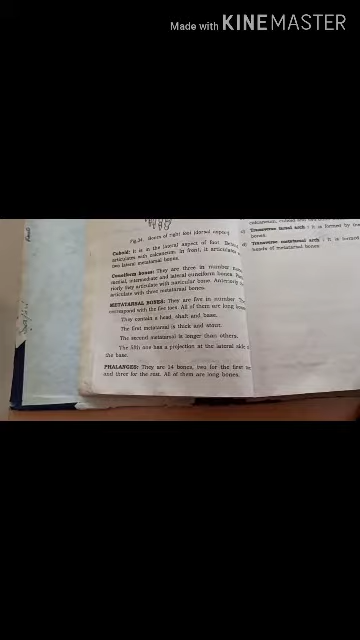 Made with KINEMASTER
Fig.24. Bones of right foot (dorsal aspect)
Cuboid: It is in the lateral aspect of foot. Behind
articulates with calcaneum in front, it articulates
two lateral metatarsal bones.
Cuneiform bones: They are three in number
medial, intermediate and lateral cuneiform bones.
riorly they articulate with navicular bone. Anteriorly
articulate with three metatarsal bones.
METATARSAL BONES: They are five in number
correspond with the five toes. All of them are long bones
They contain a head, shaft and base.
The first metatarsal is thick and stout.
The second metatarsal is longer than others.
The fifth one has a projection at the lateral side
the base.
PHALANGES: They are 14 bones, two for the first
and three for the rest. All of them are long bones.
calcaneum, cuboid
c) Transverse tarsal arch : It is formed by the
bones.
d) Transverse metatarsal arch : It is formed
heads of metatarsal bones.